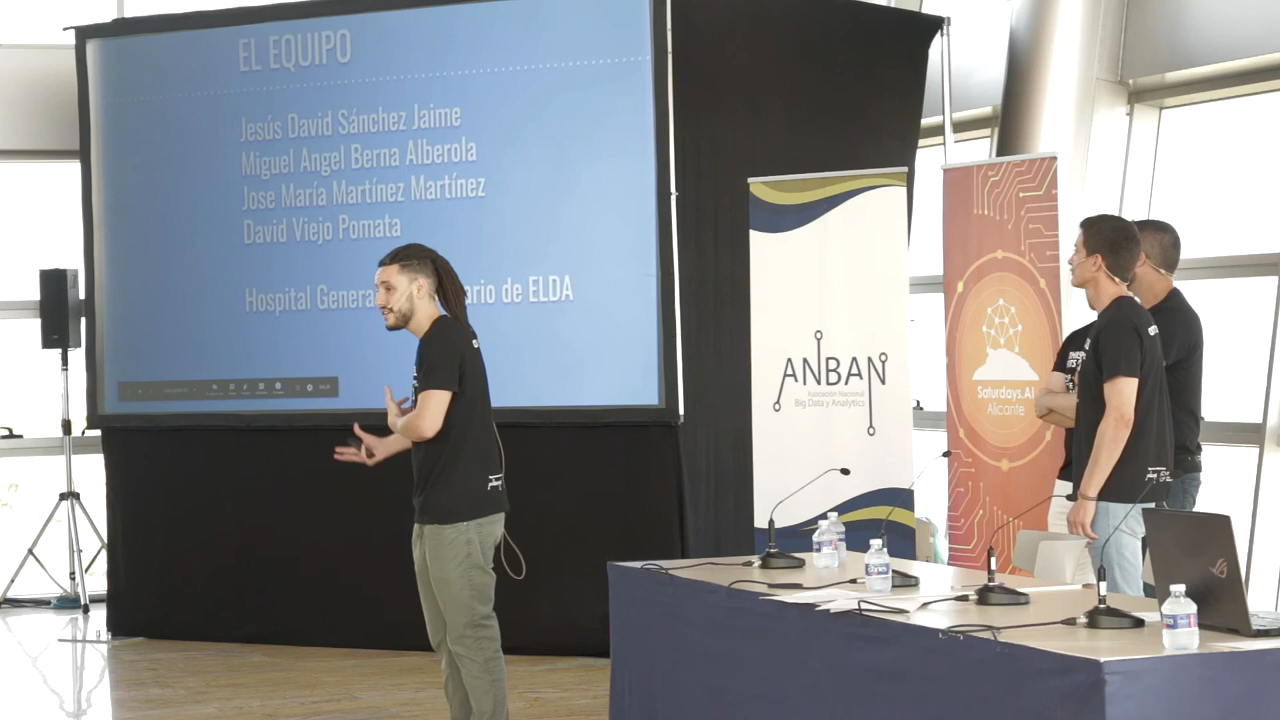 EL EQUIPO
Jesús David Sánchez Jaime
Miguel Angel Berna Alberola
Jose María Martínez Martínez
David Viejo Pomata
Hospital Genera ario de ELDA
ANBAN
Asociación Nacional
Big Data y Analytics
Saturdays.AI
Alicante